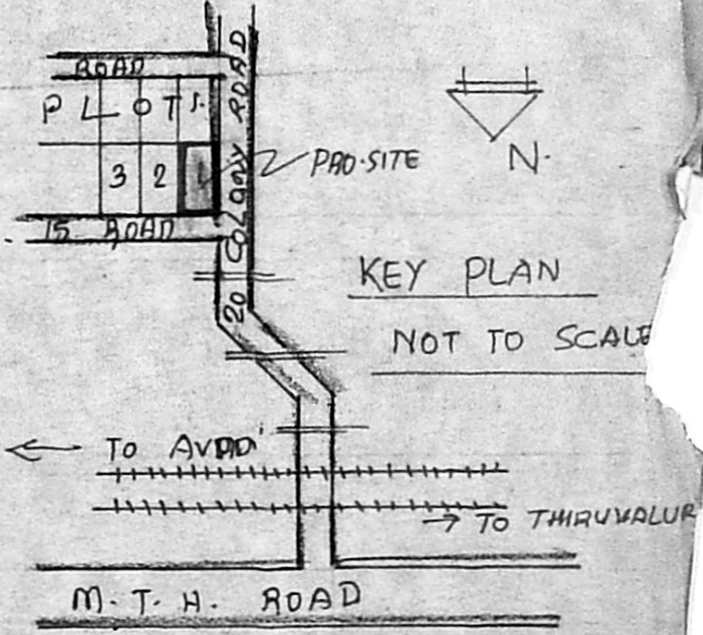 ROAD
PLOTS.
3 2 1
15 ROAD
20 COLONY ROAD
PRO.SITE
N.
KEY PLAN
NOT TO SCALE
TO AVADI
TO THIRUVALUR
M.T.H. ROAD